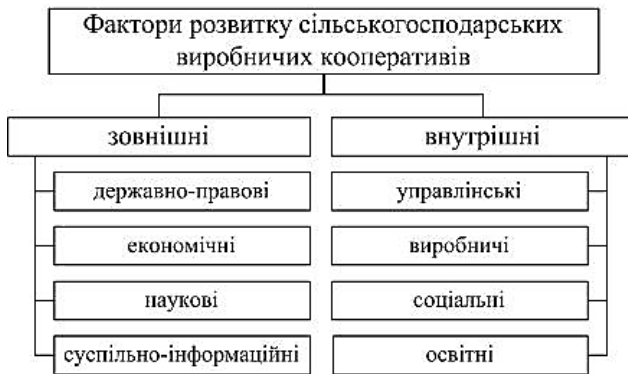 Фактори розвитку сільськогосподарських
виробничих кооперативів
зовнішні
внутрішні
державно-правові
управлінські
економічні
виробничі
наукові
соціальні
суспільно-інформаційні
освітні